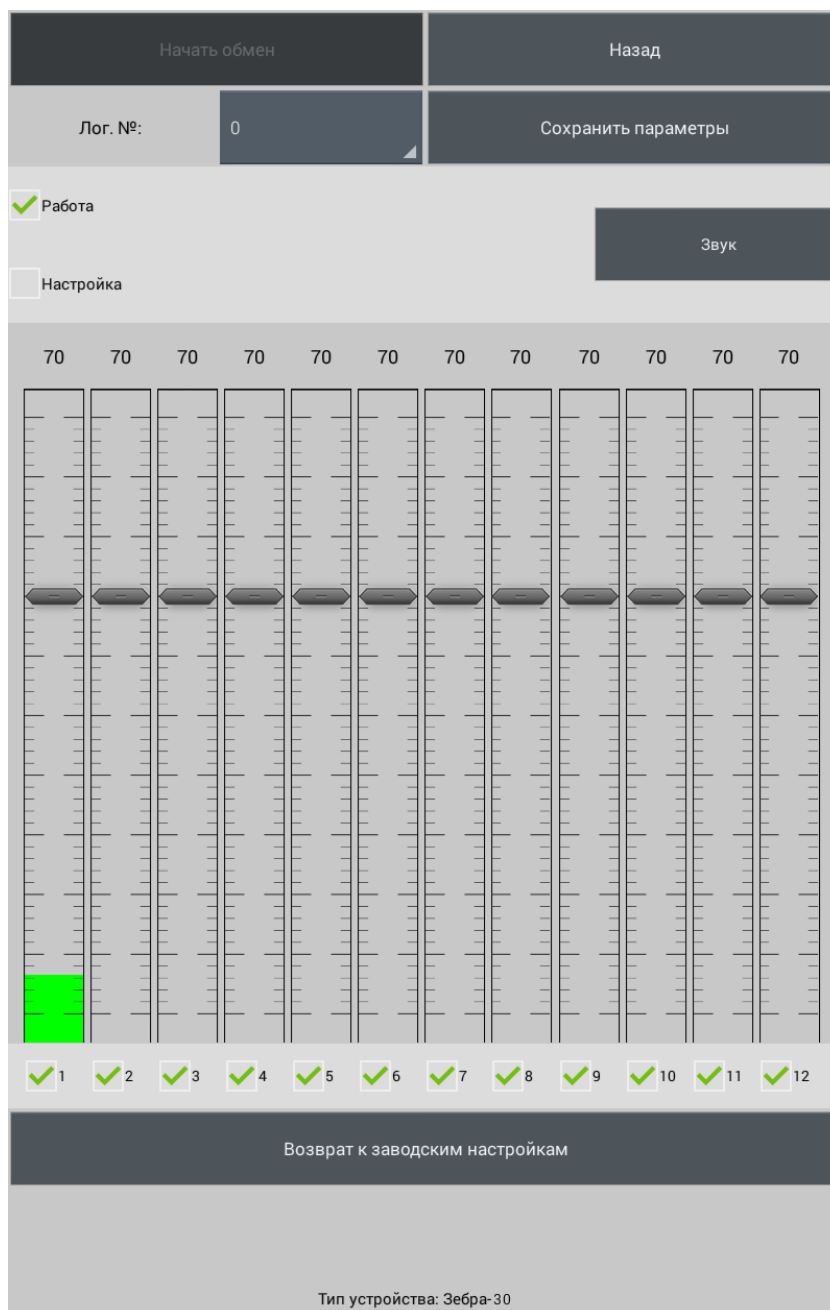 Начать обмен Назад
Лог. №: 0 Сохранить параметры
Работа
Звук
Настройка
70 70 70 70 70 70 70 70 70 70 70 70
1 2 3 4 5 6 7 8 9 10 11 12
Возврат к заводским настройкам
Тип устройства: Зебра-30